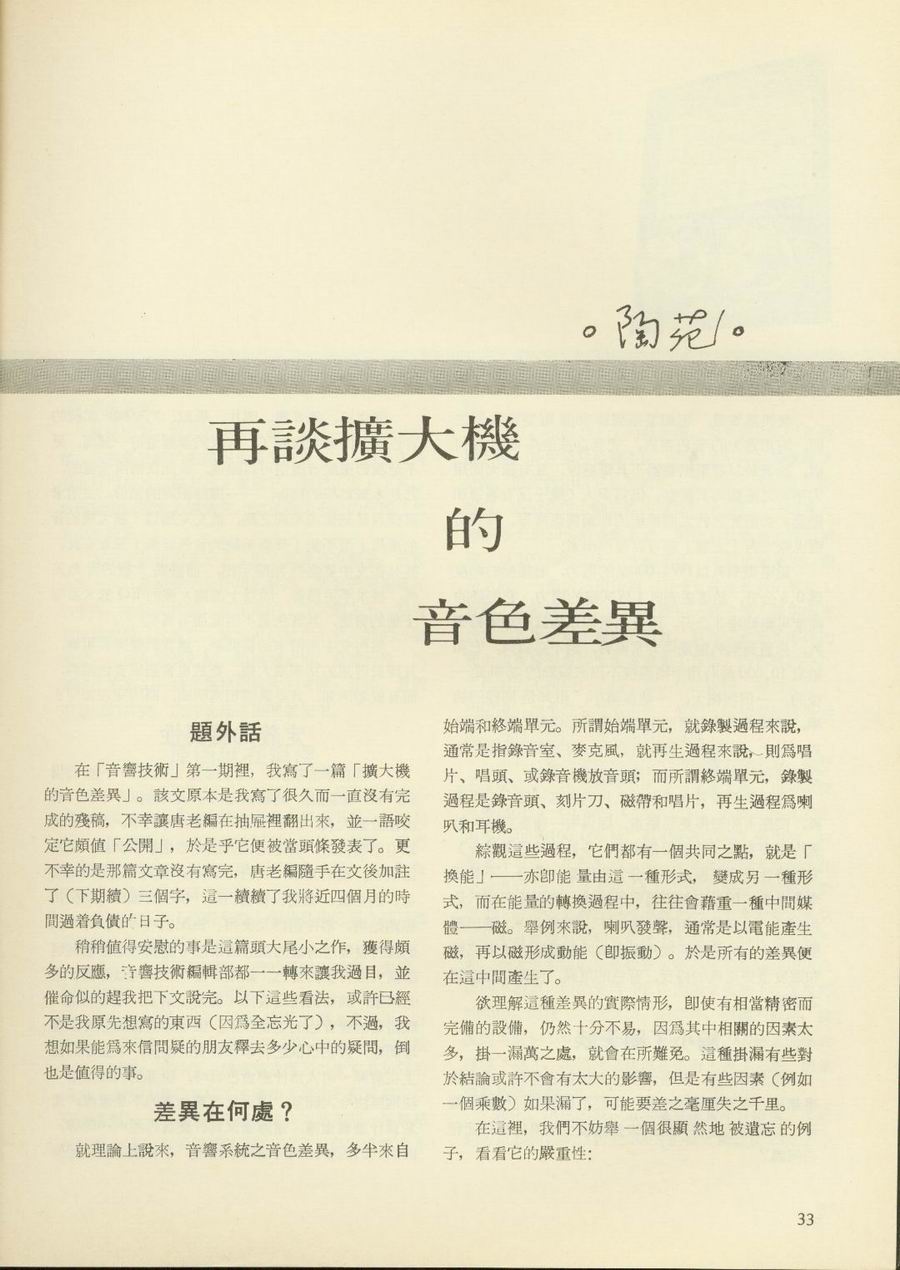 。陶苑。
再談擴大機
的
音色差異
題外話
在「音響技術」第一期裡，我寫了一篇「擴大機
的音色差異」。該文原本是我寫了很久而一直沒有完
成的殘稿，不幸讓唐老編在抽屜裡翻出來，並一語咬
定它頗值「公開」，於是乎它便被當頭條發表了。更
不幸的是那篇文章沒有寫完，唐老編隨手在文後加註
了（下期續）三個字，這一續續了我將近四個月的時
間過着負債的日子。
稍稍值得安慰的事是這篇頭大尾小之作，獲得頗
多的反應，音響技術編輯部都一一轉來讓我過目，並
催命似的趕我把下文說完。以下這些看法，或許已經
不是我原先想寫的東西（因爲全忘光了），不過，我
想如果能爲來信問疑的朋友釋去多少心中的疑問，倒
也是值得的事。
差異在何處？
就理論上說來，音響系統之音色差異，多半來自
始端和終端單元。所謂始端單元，就錄製過程來說，
通常是指錄音室、麥克風，就再生過程來說，則爲唱
片、唱頭、或錄音機放音頭；而所謂終端單元，錄製
過程是錄音頭、刻片刀、磁帶和唱片，再生過程爲喇
叭和耳機。
綜觀這些過程，它們都有一個共同之點，就是「
換能」——亦卽能量由這一種形式，變成另一種形
式，而在能量的轉換過程中，往往會藉重一種中間媒
體——磁。舉例來說，喇叭發聲，通常是以電能產生
磁，再以磁形成動能（卽振動）。於是所有的差異便
在這中間產生了。
欲理解這種差異的實際情形，卽使有相當精密而
完備的設備，仍然十分不易，因爲其中相關的因素太
多，掛一漏萬之處，就會在所難免。這種掛漏有些對
於結論或許不會有太大的影響，但是有些因素（例如
一個乘數）如果漏了，可能要差之毫厘失之千里。
在這裡，我們不妨舉一個很顯然地被遺忘的例
子，看看它的嚴重性：
33